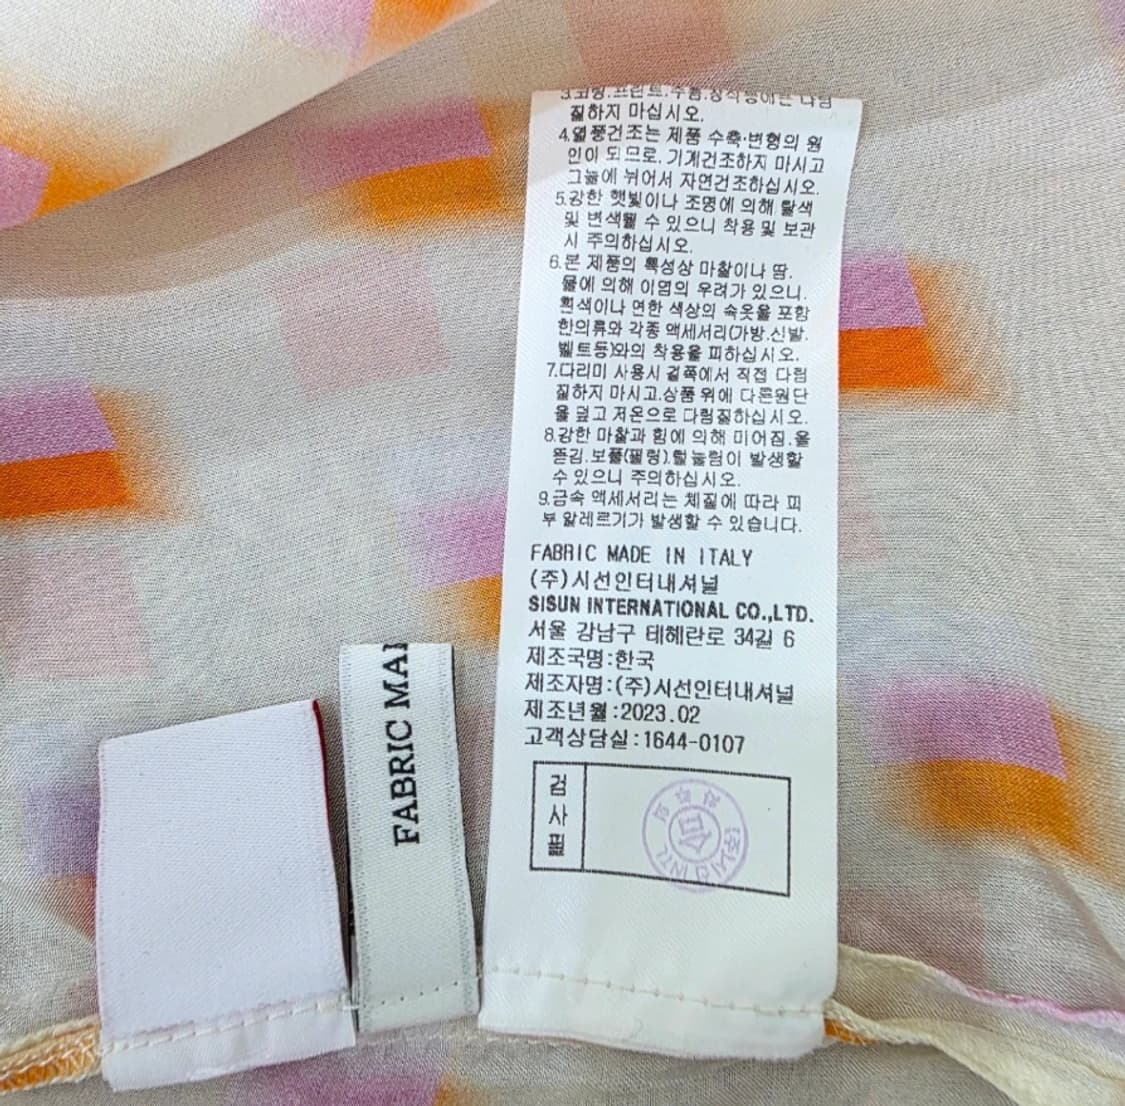 3.코팅.프린트.수놈.장식등에는 다림
질하지 마십시오.
4.열풍건조는 제품 수축·변형의 원
인이 되므로. 기계건조하지 마시고
그늘에 뉘어서 자연건조하십시오.
5.강한 햇빛이나 조명에 의해 탈색
및 변색될 수 있으니 착용 및 보관
시 주의하십시오.
6.본 제품의 특성상 마찰이나 땀.
물에 의해 이염의 우려가 있으니.
흰색이나 연한 색상의 속옷을 포함
한의류와 각종 액세서리(가방.신발.
벨트등)와의 착용을 피하십시오.
7.다리미 사용시 겉쪽에서 직접 다림
질하지 마시고.상품 위에 다른원단
을 덮고 저온으로 다림질하십시오.
8.강한 마찰과 힘에 의해 미어짐.올
뜯김.보풀(필링).털눌림이 발생할
수 있으니 주의하십시오.
9.금속 액세서리는 체질에 따라 피
부 알레르기가 발생할 수 있습니다.
FABRIC MADE IN ITALY
(주)시선인터내셔널
SISUN INTERNATIONAL CO.,LTD.
서울 강남구 테헤란로 34길 6
제조국명:한국
제조자명:(주)시선인터내셔널
제조년월:2023.02
고객상담실:1644-0107
검사필
FABRIC